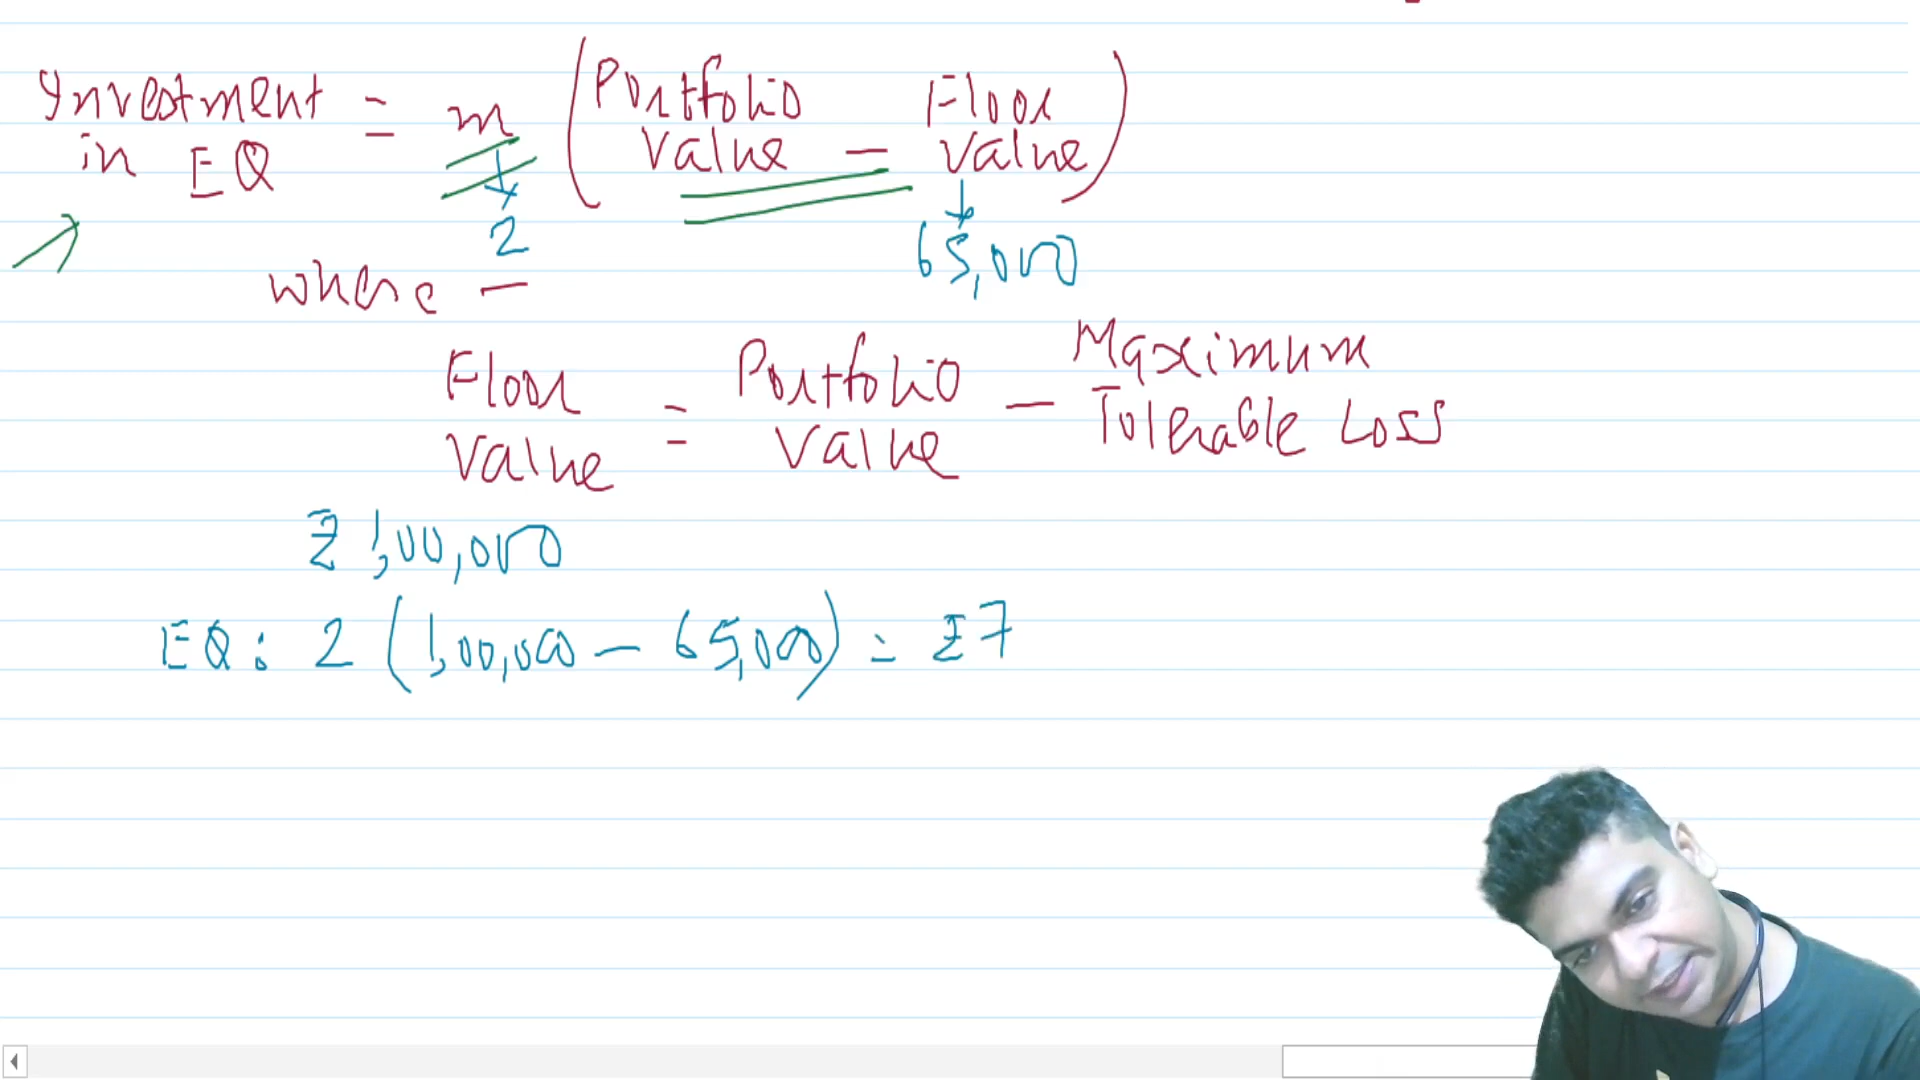 Investment = m (Portfolio Value - Floor Value)
in EQ
2
65,000
where -
Floor Value = Portfolio Value - Maximum Tolerable Loss
₹ 1,00,000
EQ: 2 (1,00,000 - 65,000) = ₹7